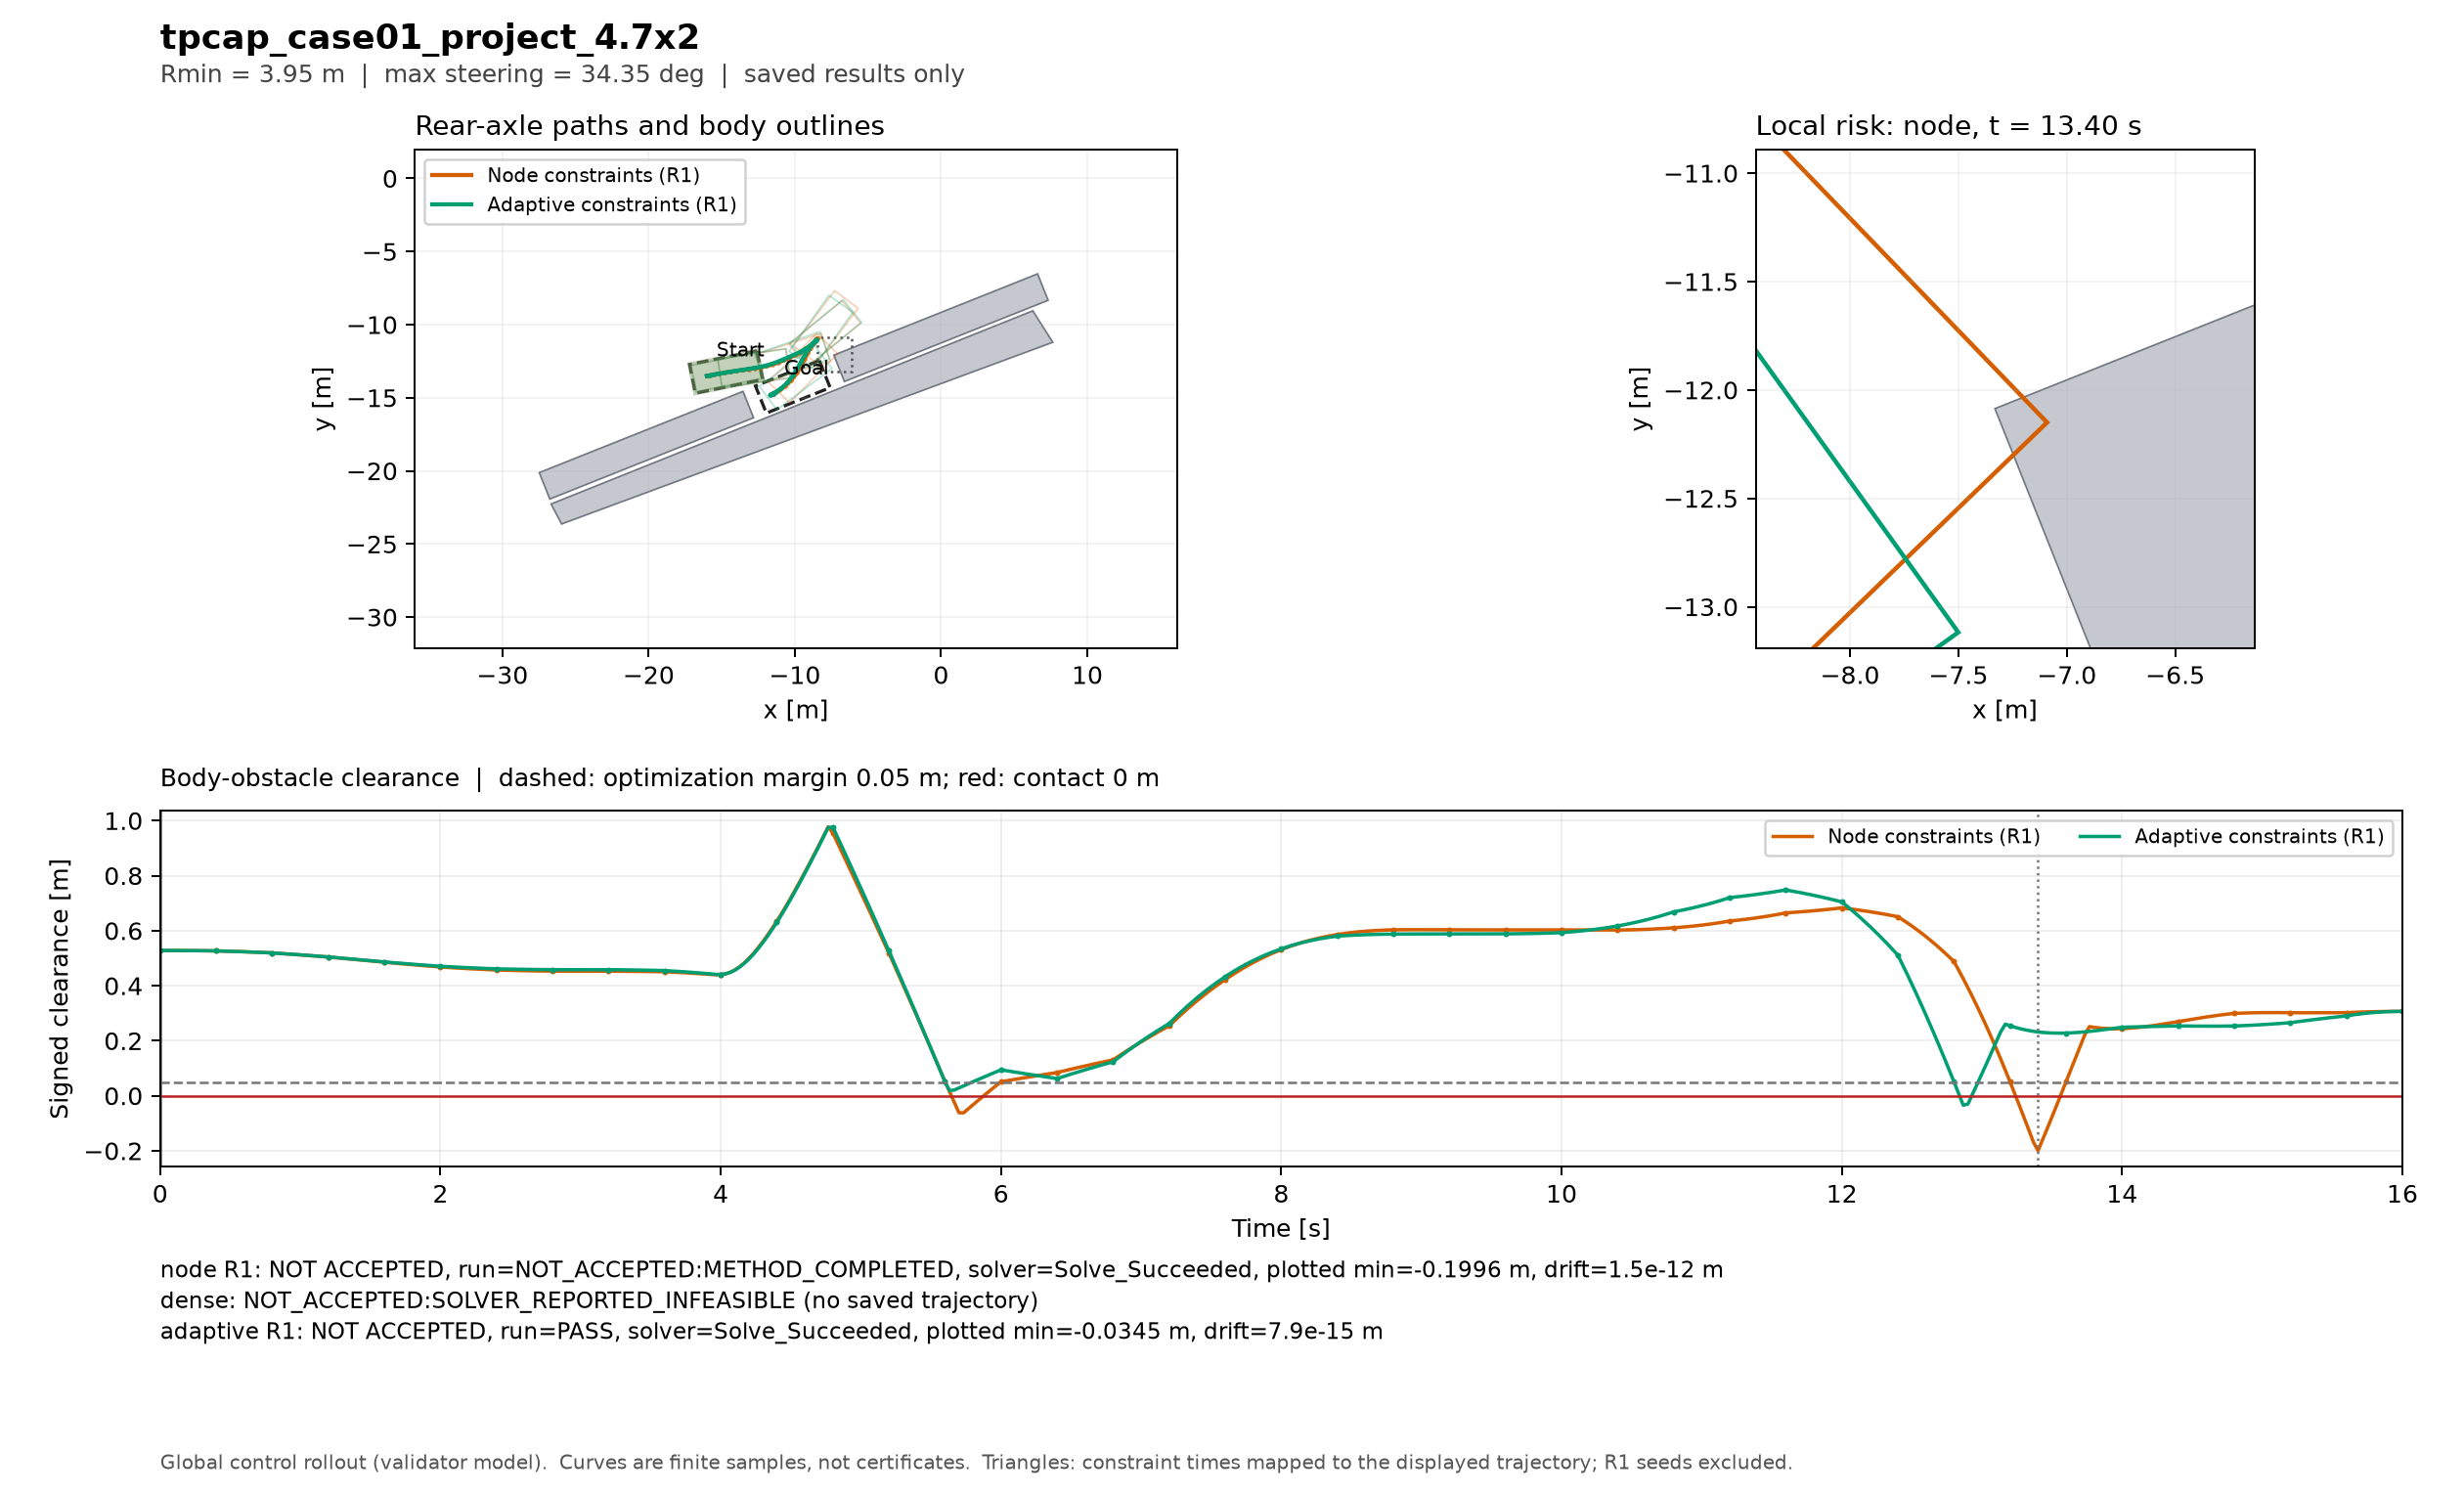 tpcap_case01_project_4.7x2
Rmin = 3.95 m | max steering = 34.35 deg | saved results only
Rear-axle paths and body outlines
Node constraints (R1)
Adaptive constraints (R1)
Start
Goal
0
−5
−10
−15
−20
−25
−30
y [m]
−30
−20
−10
0
10
x [m]
Local risk: node, t = 13.40 s
−11.0
−11.5
−12.0
−12.5
−13.0
y [m]
−8.0
−7.5
−7.0
−6.5
x [m]
Body-obstacle clearance | dashed: optimization margin 0.05 m; red: contact 0 m
Node constraints (R1)
Adaptive constraints (R1)
1.0
0.8
0.6
0.4
0.2
0.0
−0.2
Signed clearance [m]
0
2
4
6
8
10
12
14
16
Time [s]
node R1: NOT ACCEPTED, run=NOT_ACCEPTED:METHOD_COMPLETED, solver=Solve_Succeeded, plotted min=-0.1996 m, drift=1.5e-12 m
dense: NOT_ACCEPTED:SOLVER_REPORTED_INFEASIBLE (no saved trajectory)
adaptive R1: NOT ACCEPTED, run=PASS, solver=Solve_Succeeded, plotted min=-0.0345 m, drift=7.9e-15 m
Global control rollout (validator model). Curves are finite samples, not certificates. Triangles: constraint times mapped to the displayed trajectory; R1 seeds excluded.